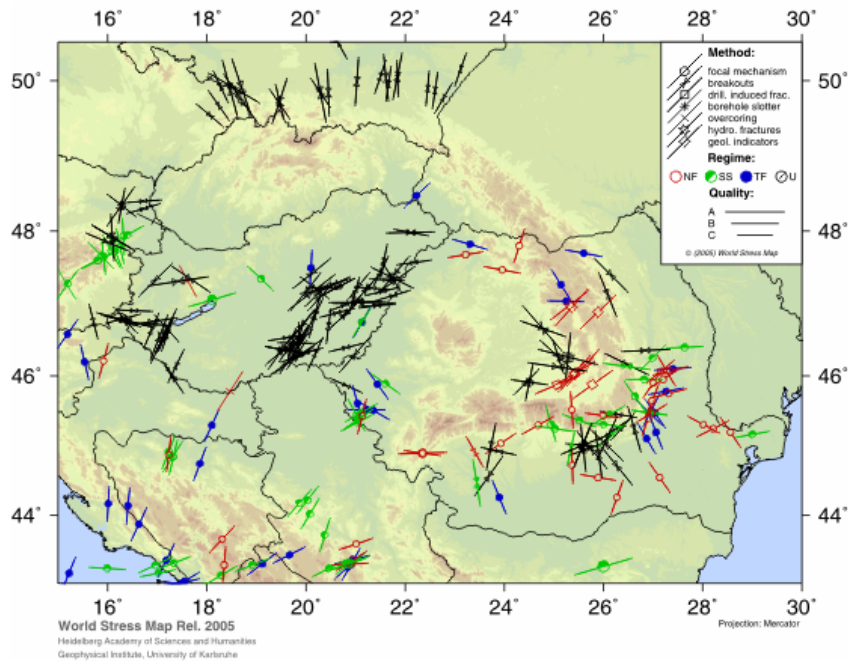 16° 18° 20° 22° 24° 26° 28° 30°
50° 50°
Method:
focal mechanism
breakouts
drill. induced frac.
borehole slotter
overcoring
hydro. fractures
geol. indicators
Regime:
NF SS TF U
Quality:
A
B
C
© (2005) World Stress Map
48° 48°
46° 46°
44° 44°
16° 18° 20° 22° 24° 26° 28° 30°
World Stress Map Rel. 2005
Projection: Mercator
Heidelberg Academy of Sciences and Humanities
Geophysical Institute, University of Karlsruhe